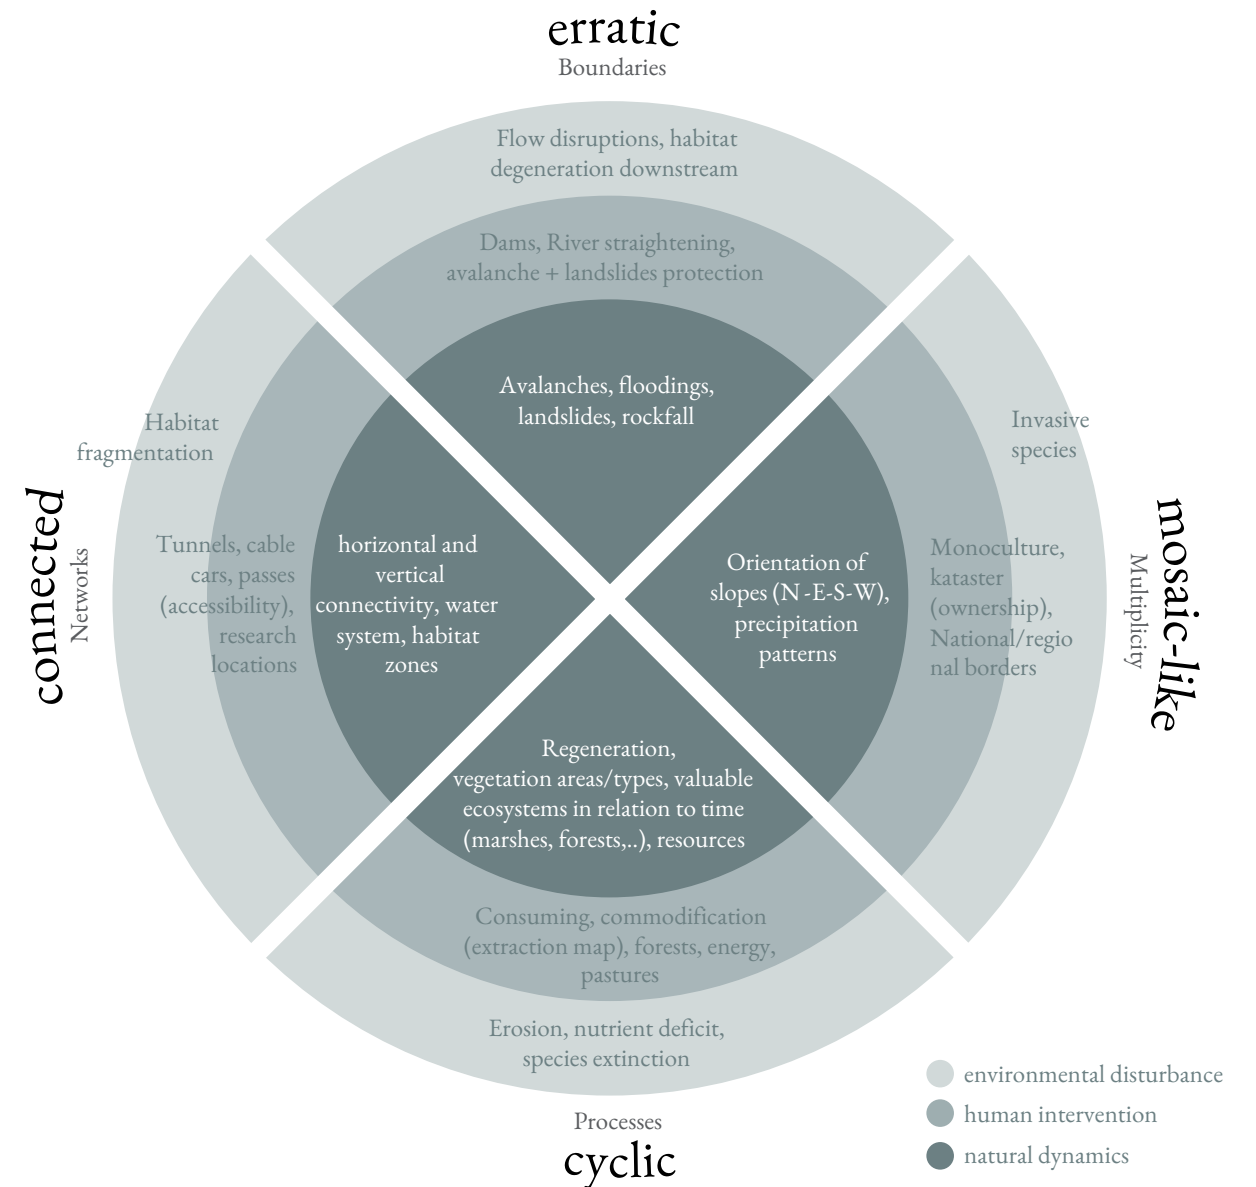 erratic
Boundaries
Flow disruptions, habitat
degeneration downstream
Dams, River straightening,
avalanche + landslides protection
Avalanches, floodings,
landslides, rockfall
Habitat
fragmentation
connected
Networks
Tunnels, cable
cars, passes
(accessibility),
research
locations
horizontal and
vertical
connectivity, water
system, habitat
zones
Orientation of
slopes (N -E-S-W),
precipitation
patterns
Monoculture,
kataster
(ownership),
National/regio
nal borders
Invasive
species
Multiplicity
mosaic-like
Regeneration,
vegetation areas/types, valuable
ecosystems in relation to time
(marshes, forests,..), resources
Consuming, commodification
(extraction map), forests, energy,
pastures
Erosion, nutrient deficit,
species extinction
Processes
cyclic
environmental disturbance
human intervention
natural dynamics